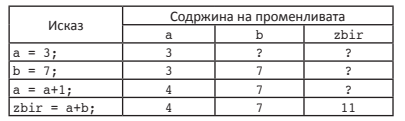 Исказ Содржина на променливата
a b zbir
a = 3; 3 ? ?
b = 7; 3 7 ?
a = a+1; 4 7 ?
zbir = a+b; 4 7 11